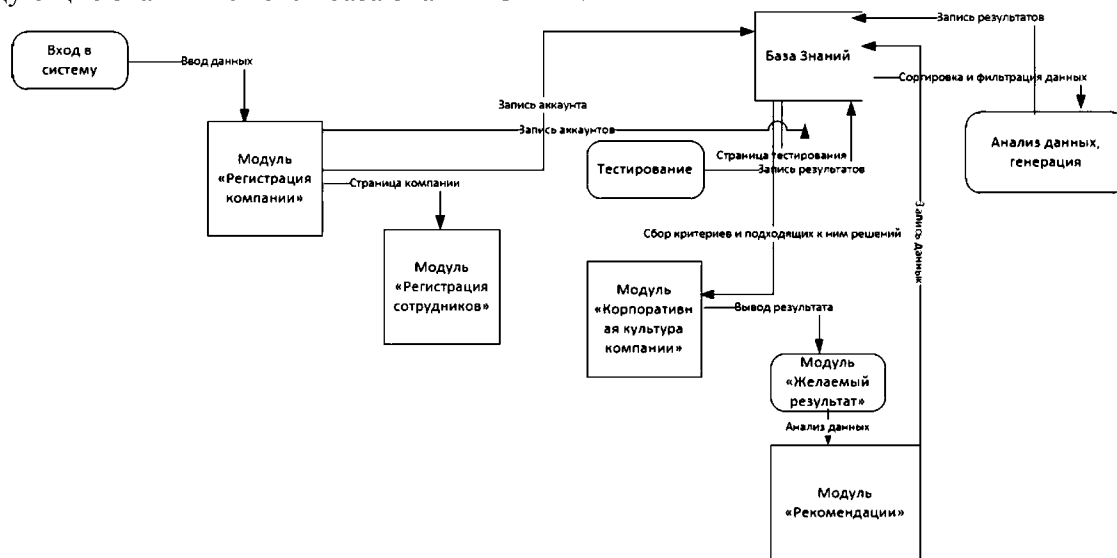 Вход в
систему
Ввод данных
Модуль
«Регистрация
компании»
Страница компании
Модуль
«Регистрация
сотрудников»
Запись аккаунта
Запись аккаунтов
База Знаний
Запись результатов
Сортировка и фильтрация данных
Анализ данных,
генерация
Тестирование
Страница тестирования
Запись результатов
Сбор критериев и подходящих к ним решений
Запись данных
Модуль
«Корпоративн
ая культура
компании»
Вывод результата
Модуль
«Желаемый
результат»
Анализ данных
Модуль
«Рекомендации»